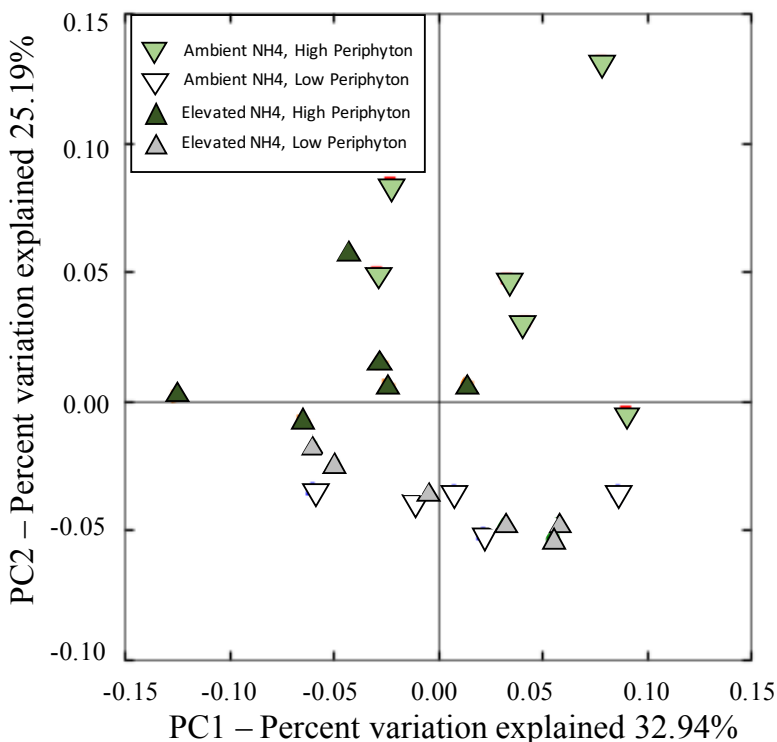 0.15
0.10
0.05
0.00
-0.05
-0.10
PC2 – Percent variation explained 25.19%
Ambient NH4, High Periphyton
Ambient NH4, Low Periphyton
Elevated NH4, High Periphyton
Elevated NH4, Low Periphyton
-0.15 -0.10 -0.05 0.00 0.05 0.10 0.15
PC1 – Percent variation explained 32.94%